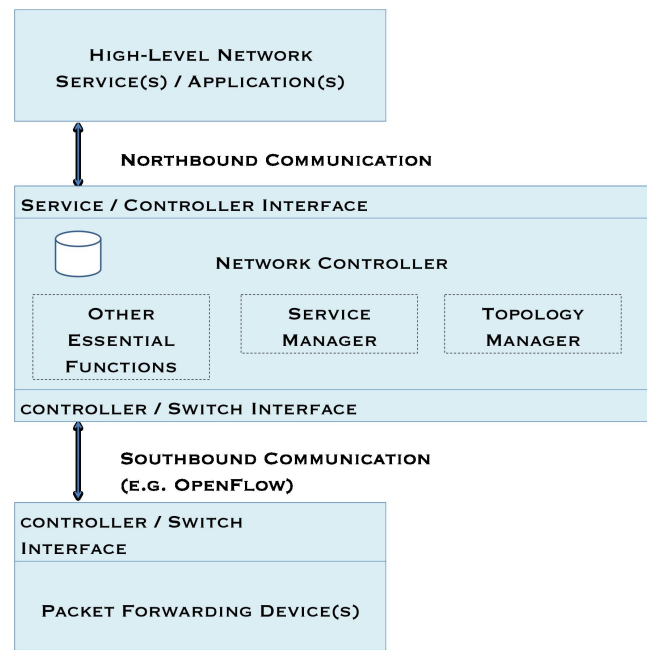 High-Level Network
Service(s) / Application(s)
Northbound Communication
Service / Controller Interface
Network Controller
Other
Essential
Functions
Service
Manager
Topology
Manager
controller / Switch Interface
Southbound Communication
(e.g. OpenFlow)
controller / Switch
Interface
Packet Forwarding Device(s)